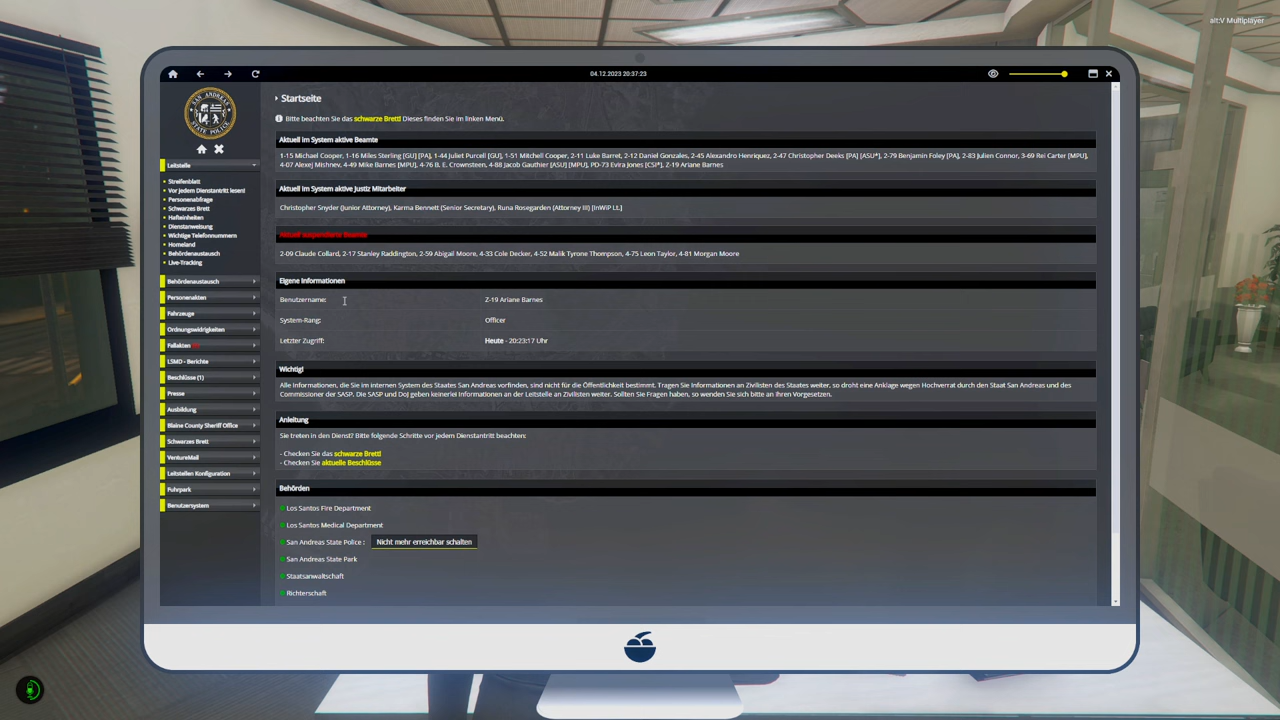 alt:V Multiplayer
04.12.2023 20:37:23
SAN ANDREAS
STATE POLICE
Leitstelle
Streifenblatt
Vor jedem Dienstantritt lesen!
Personenabfrage
Schwarzes Brett
Hafteinheiten
Dienstanweisung
Wichtige Telefonnummern
Homeland
Behördenaustausch
Live-Tracking
Behördenaustausch
Personenakten
Fahrzeuge
Ordnungswidrigkeiten
Fallakten
LSMD - Berichte
Beschlüsse (1)
Presse
Ausbildung
Blaine County Sheriff Office
Schwarzes Brett
VentureMail
Leitstellen Konfiguration
Fuhrpark
Benutzersystem
Startseite
Bitte beachten Sie das schwarze Brett! Dieses finden Sie im linken Menü.
Aktuell im System aktive Beamte
1-15 Michael Cooper, 1-16 Miles Sterling [GU] [PA], 1-44 Juliet Purcell [GU], 1-51 Mitchell Cooper, 2-11 Luke Barret, 2-12 Daniel Gonzales, 2-45 Alexandro Henriquez, 2-47 Christopher Deeks [PA] [ASU*], 2-79 Benjamin Foley [PA], 2-83 Julien Connor, 3-69 Rei Carter [MPU],
4-07 Alexej Mishnev, 4-49 Mike Barnes [MPU], 4-76 B. E. Crownsteen, 4-88 Jacob Gauthier [ASU] [MPU], PD-73 Evira Jones [CSI*], Z-19 Ariane Barnes
Aktuell im System aktive Justiz Mitarbeiter
Christopher Snyder (Junior Attorney), Karma Bennett (Senior Secretary), Runa Rosegarden (Attorney III) [InWiP Lt.]
Aktuell suspendierte Beamte
2-09 Claude Collard, 2-17 Stanley Raddington, 2-59 Abigail Moore, 4-33 Cole Decker, 4-52 Malik Tyrone Thompson, 4-75 Leon Taylor, 4-81 Morgan Moore
Eigene Informationen
Benutzername: Z-19 Ariane Barnes
System-Rang: Officer
Letzter Zugriff: Heute - 20:23:17 Uhr
Wichtig!
Alle Informationen, die Sie im internen System des Staates San Andreas vorfinden, sind nicht für die Öffentlichkeit bestimmt. Tragen Sie Informationen an Zivilisten des Staates weiter, so droht eine Anklage wegen Hochverrat durch den Staat San Andreas und des
Commissioner der SASP. Die SASP und DoJ geben keinerlei Informationen an der Leitstelle an Zivilisten weiter. Sollten Sie Fragen haben, so wenden Sie sich bitte an Ihren Vorgesetzen.
Anleitung
Sie treten in den Dienst? Bitte folgende Schritte vor jedem Dienstantritt beachten:
- Checken Sie das schwarze Brett!
- Checken Sie aktuelle Beschlüsse
Behörden
Los Santos Fire Department
Los Santos Medical Department
San Andreas State Police : Nicht mehr erreichbar schalten
San Andreas State Park
Staatsanwaltschaft
Richterschaft